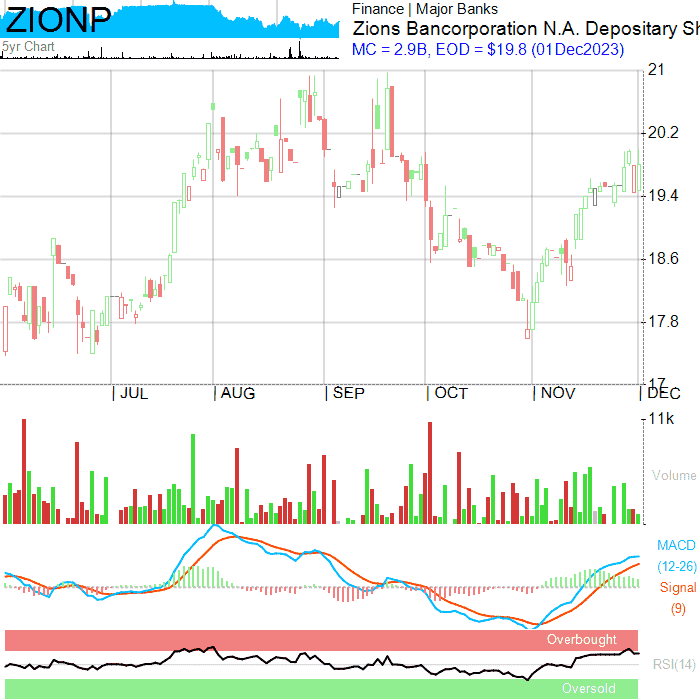 ZIONP
5yr Chart
Finance | Major Banks
Zions Bancorporation N.A. Depositary Sh
MC = 2.9B, EOD = $19.8 (01Dec2023)
21
20.2
19.4
18.6
17.8
17
| JUL | AUG | SEP | OCT | NOV | DEC
11k
Volume
MACD
(12-26)
Signal
(9)
Overbought
RSI(14)
Oversold